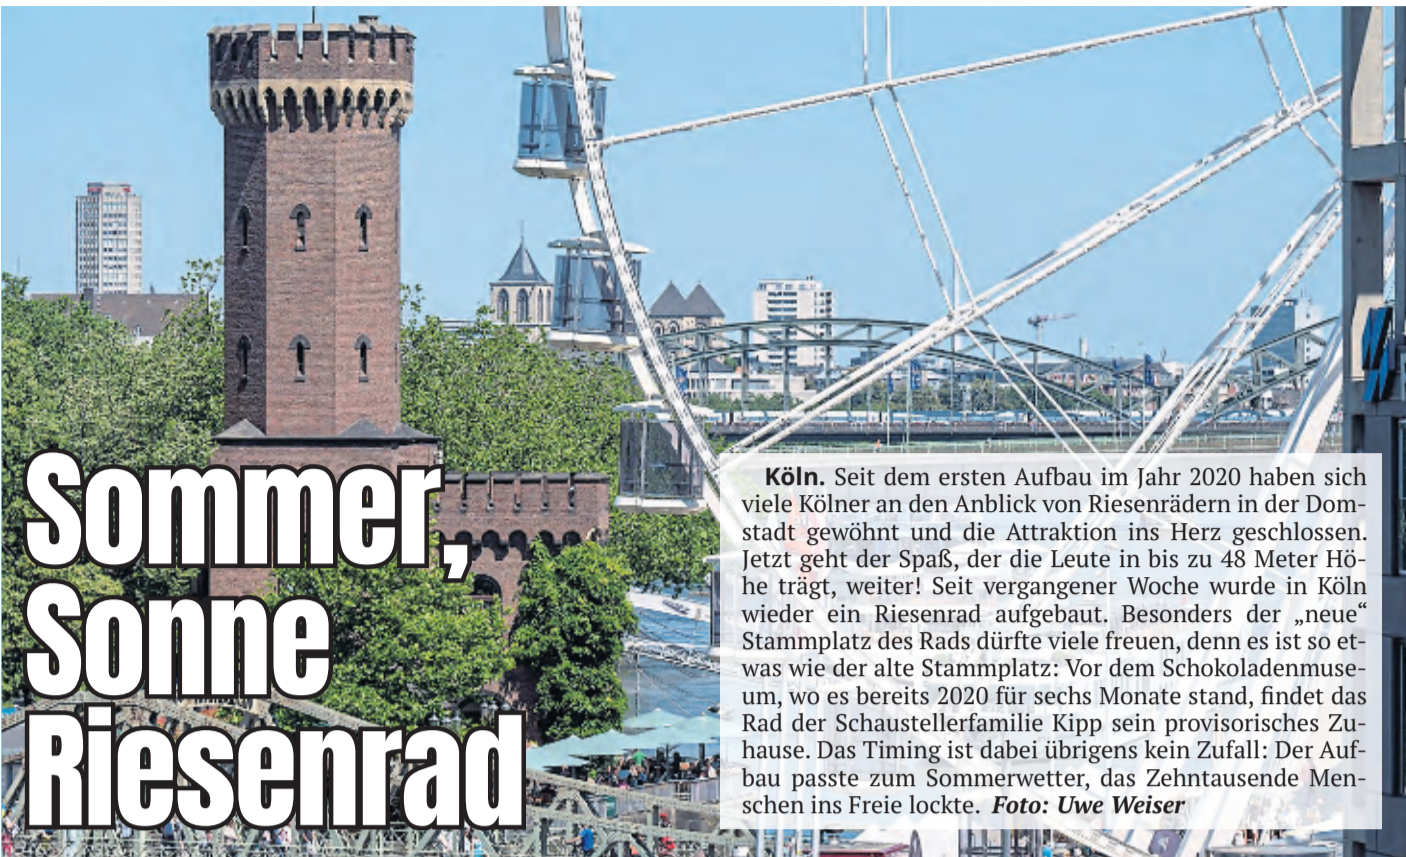 Sommer,
Sonne
Riesenrad
Köln. Seit dem ersten Aufbau im Jahr 2020 haben sich
viele Kölner an den Anblick von Riesenrädern in der Dom-
stadt gewöhnt und die Attraktion ins Herz geschlossen.
Jetzt geht der Spaß, der die Leute in bis zu 48 Meter Hö-
he trägt, weiter! Seit vergangener Woche wurde in Köln
wieder ein Riesenrad aufgebaut. Besonders der „neue“
Stammplatz des Rads dürfte viele freuen, denn es ist so et-
was wie der alte Stammplatz: Vor dem Schokoladenmuse-
um, wo es bereits 2020 für sechs Monate stand, findet das
Rad der Schaustellerfamilie Kipp sein provisorisches Zu-
hause. Das Timing ist dabei übrigens kein Zufall: Der Auf-
bau passte zum Sommerwetter, das Zehntausende Men-
schen ins Freie lockte. Foto: Uwe Weiser